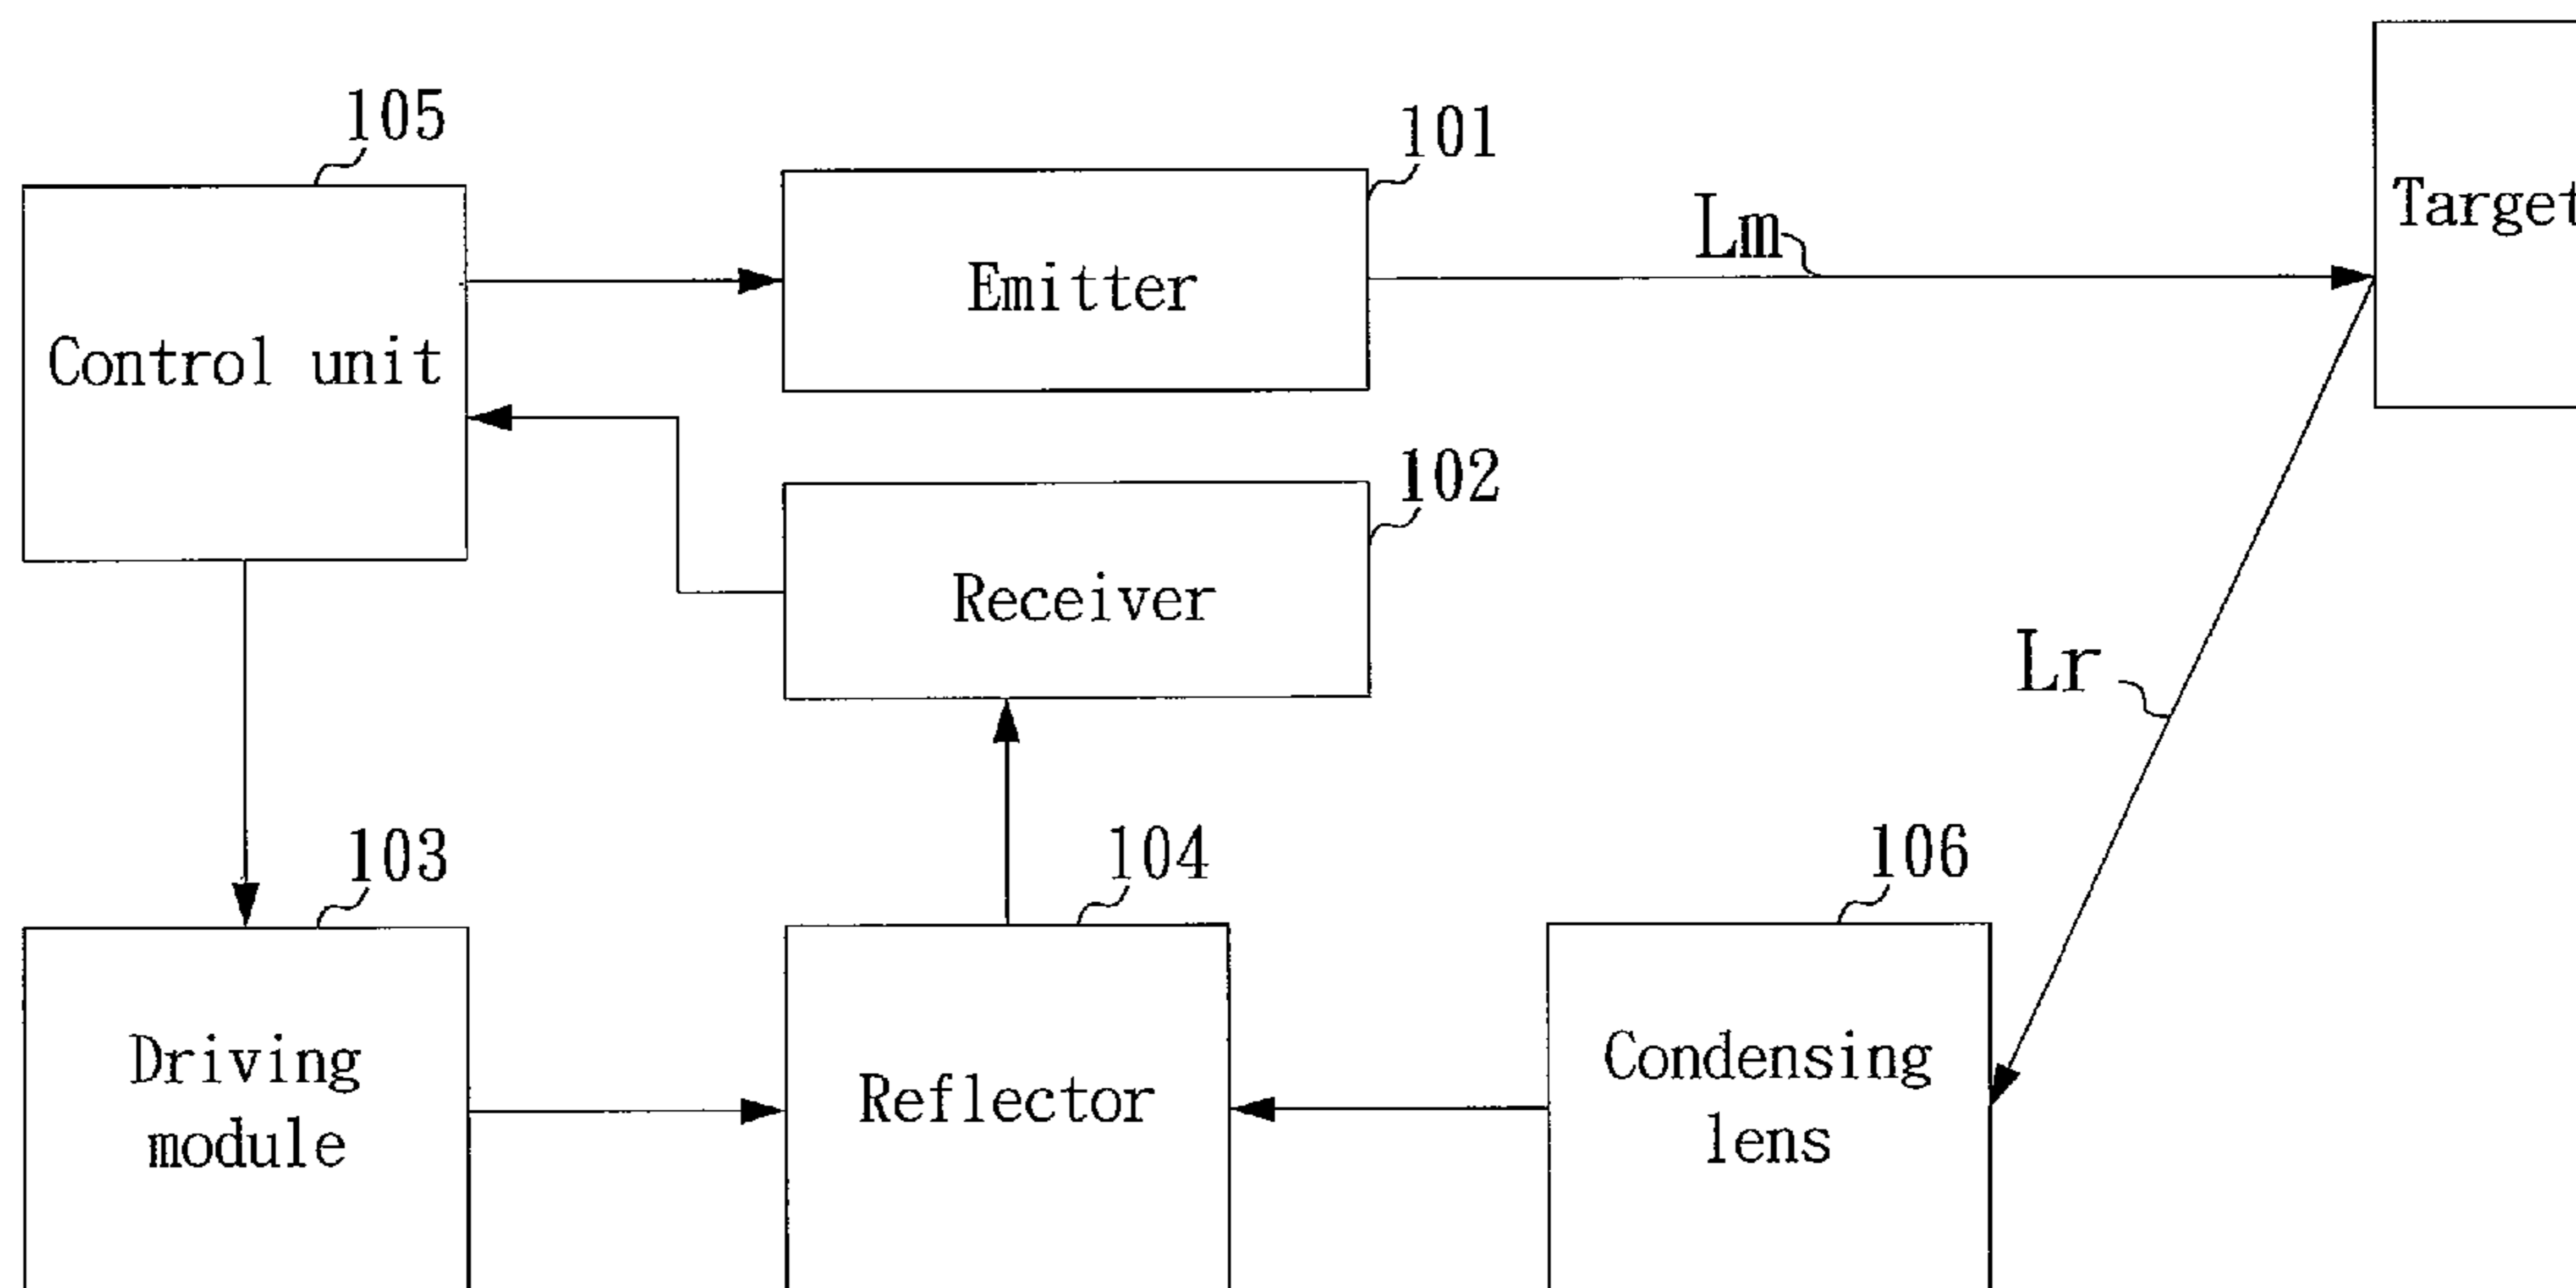 105
101
Lm
Target
Emitter
Control unit
102
Receiver
Lr
103
104
106
Driving
module
Reflector
Condensing
lens